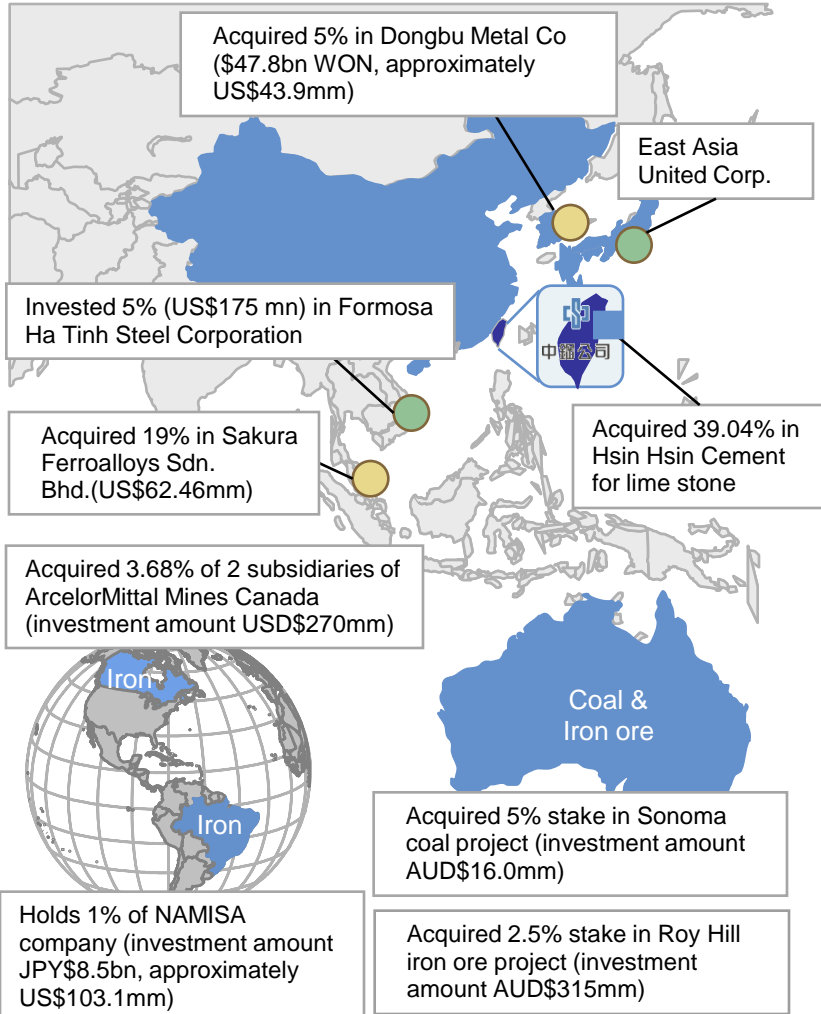 Acquired 5% in Dongbu Metal Co
($47.8bn WON, approximately
US$43.9mm)
East Asia
United Corp.
Invested 5% (US$175 mn) in Formosa
Ha Tinh Steel Corporation
中鋼公司
Acquired 19% in Sakura
Ferroalloys Sdn.
Bhd.(US$62.46mm)
Acquired 39.04% in
Hsin Hsin Cement
for lime stone
Acquired 3.68% of 2 subsidiaries of
ArcelorMittal Mines Canada
(investment amount USD$270mm)
Iron
Coal &
Iron ore
Iron
Acquired 5% stake in Sonoma
coal project (investment amount
AUD$16.0mm)
Holds 1% of NAMISA
company (investment amount
JPY$8.5bn, approximately
US$103.1mm)
Acquired 2.5% stake in Roy Hill
iron ore project (investment
amount AUD$315mm)